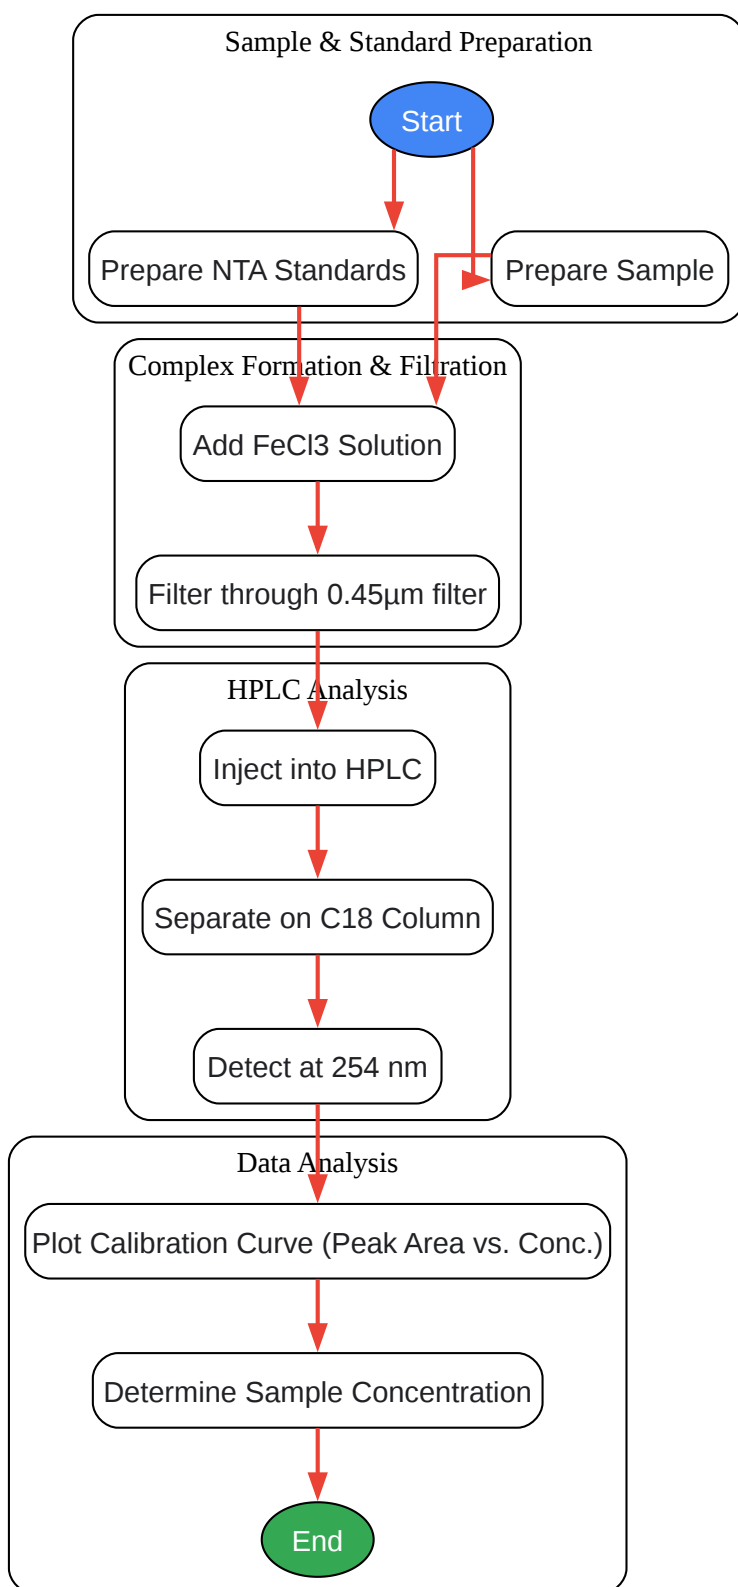 Sample & Standard Preparation
Start
Prepare NTA Standards
Prepare Sample
Complex Formation & Filtration
Add FeCl3 Solution
Filter through 0.45µm filter
HPLC Analysis
Inject into HPLC
Separate on C18 Column
Detect at 254 nm
Data Analysis
Plot Calibration Curve (Peak Area vs. Conc.)
Determine Sample Concentration
End